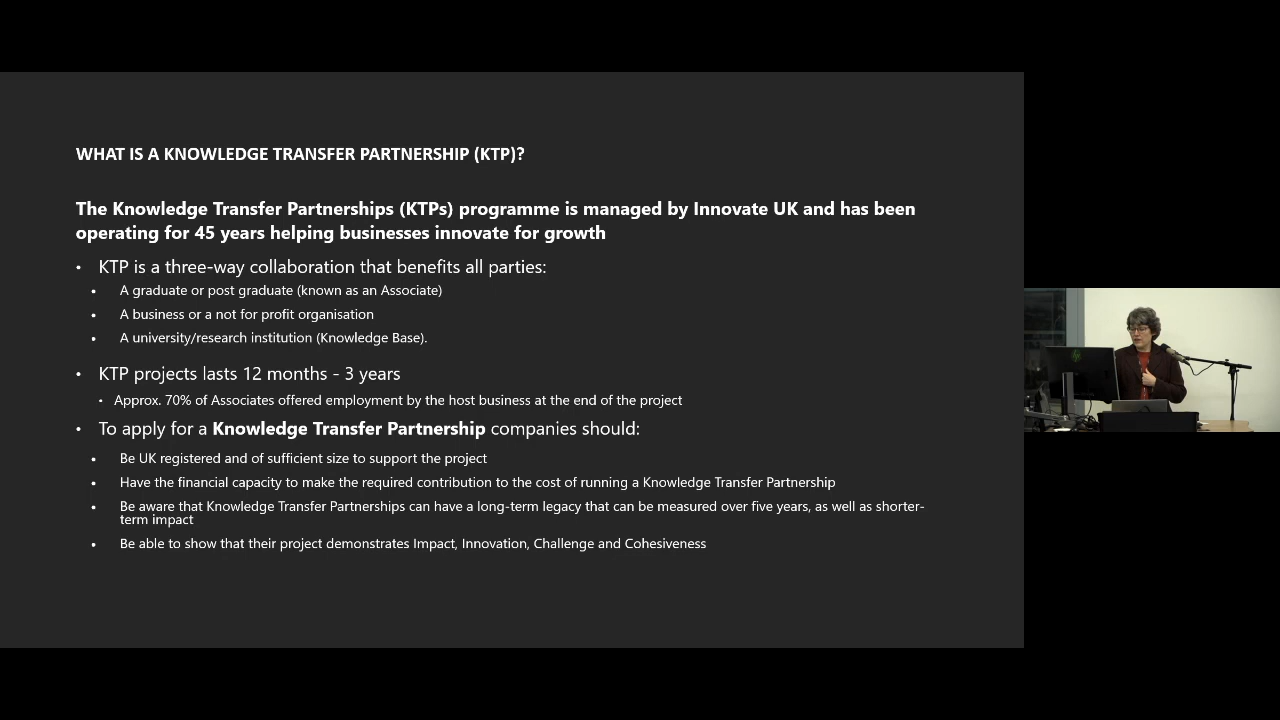 WHAT IS A KNOWLEDGE TRANSFER PARTNERSHIP (KTP)?
The Knowledge Transfer Partnerships (KTPs) programme is managed by Innovate UK and has been
operating for 45 years helping businesses innovate for growth
• KTP is a three-way collaboration that benefits all parties:
• A graduate or post graduate (known as an Associate)
• A business or a not for profit organisation
• A university/research institution (Knowledge Base).
• KTP projects lasts 12 months - 3 years
• Approx. 70% of Associates offered employment by the host business at the end of the project
• To apply for a Knowledge Transfer Partnership companies should:
• Be UK registered and of sufficient size to support the project
• Have the financial capacity to make the required contribution to the cost of running a Knowledge Transfer Partnership
• Be aware that Knowledge Transfer Partnerships can have a long-term legacy that can be measured over five years, as well as shorter-
term impact
• Be able to show that their project demonstrates Impact, Innovation, Challenge and Cohesiveness